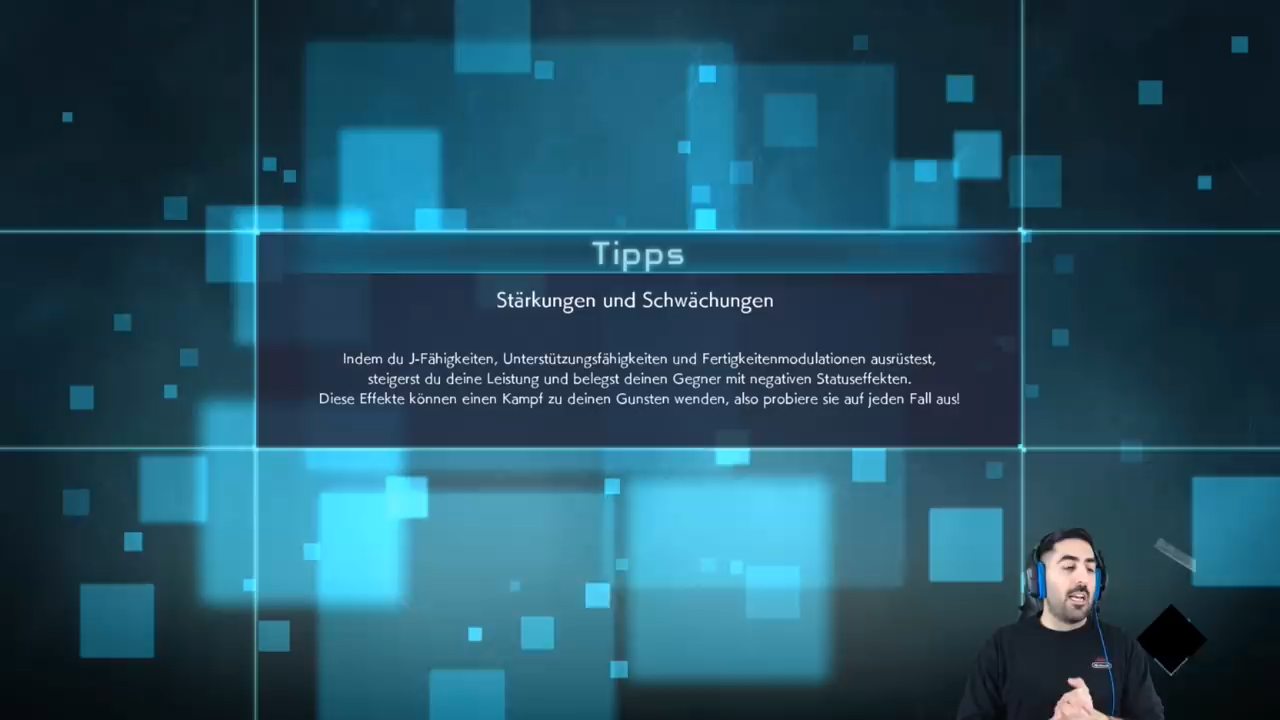 Tipps
Stärkungen und Schwächungen
Indem du J-Fähigkeiten, Unterstützungsfähigkeiten und Fertigkeitenmodulationen ausrüstest,
steigerst du deine Leistung und belegst deinen Gegner mit negativen Statuseffekten.
Diese Effekte können einen Kampf zu deinen Gunsten wenden, also probiere sie auf jeden Fall aus!